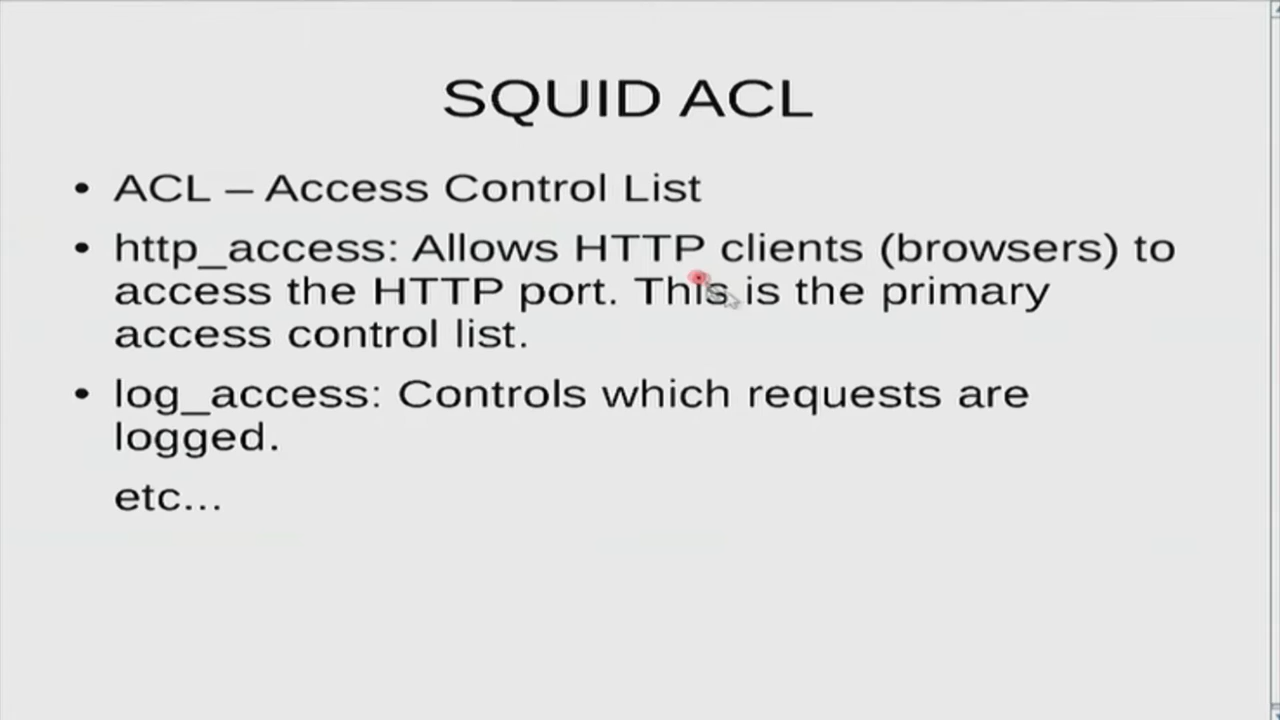 SQUID ACL
• ACL – Access Control List
• http_access: Allows HTTP clients (browsers) to
access the HTTP port. This is the primary
access control list.
• log_access: Controls which requests are
logged.
etc...